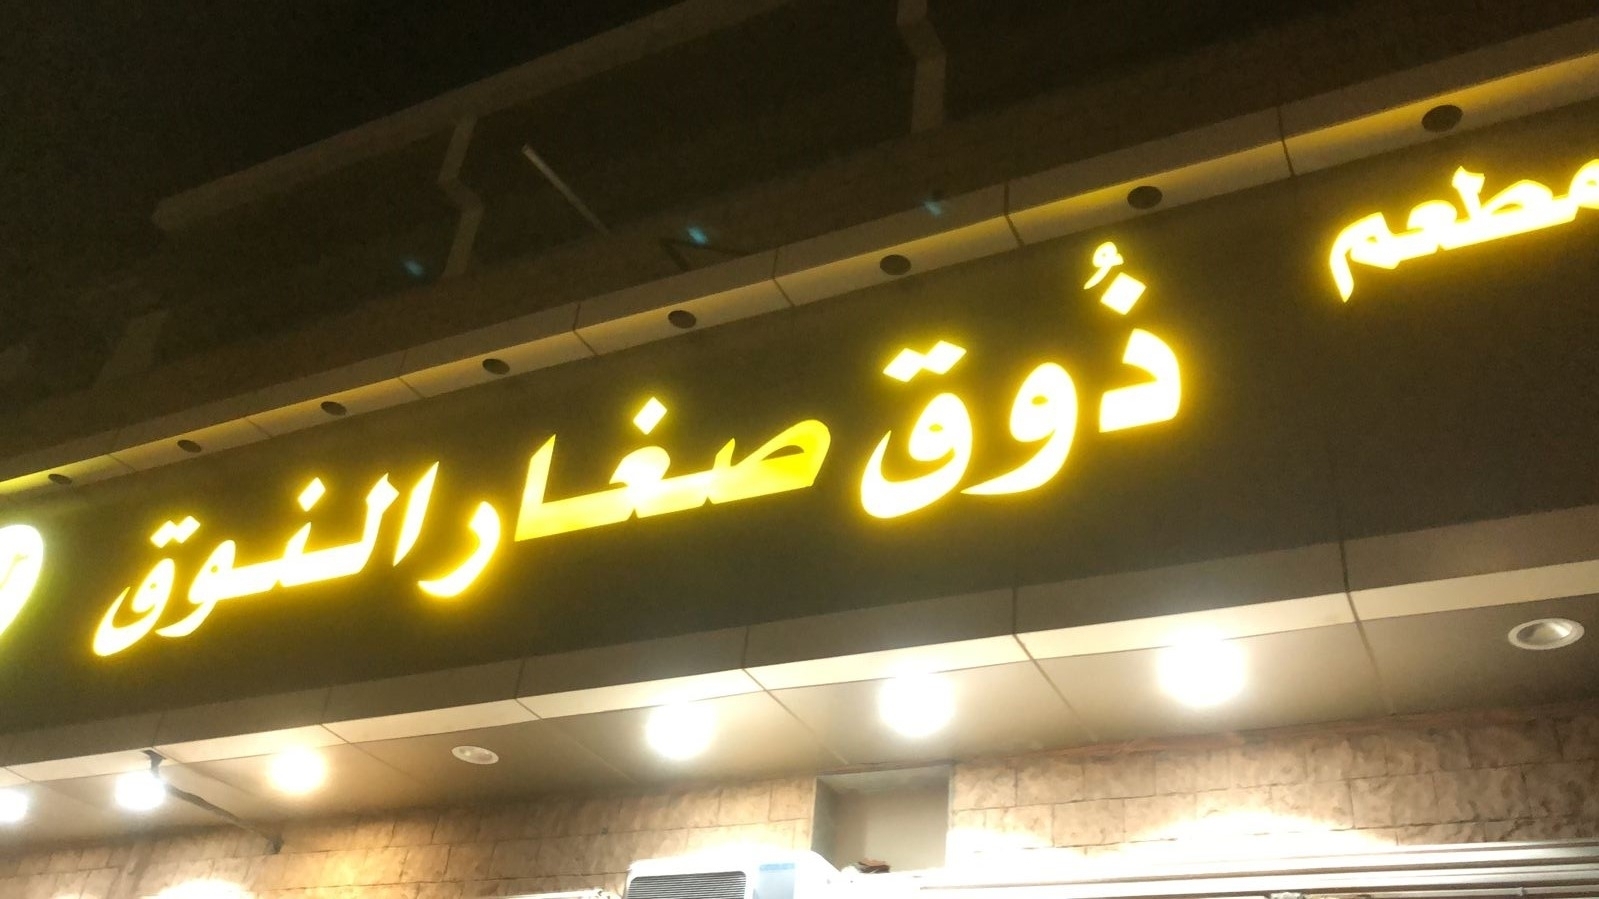 مطعم ذُوق صغار النوق